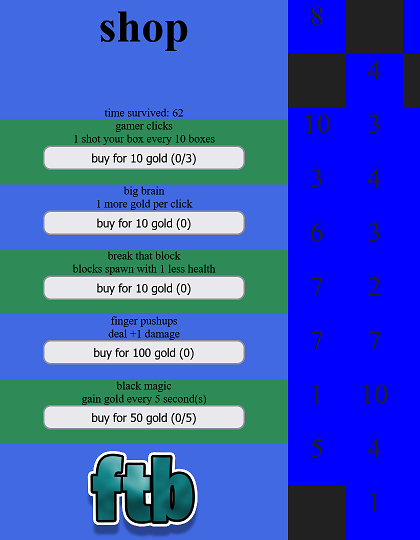 shop
time survived: 62
gamer clicks
1 shot your box every 10 boxes
buy for 10 gold (0/3)
big brain
1 more gold per click
buy for 10 gold (0)
break that block
blocks spawn with 1 less health
buy for 10 gold (0)
finger pushups
deal +1 damage
buy for 100 gold (0)
black magic
gain gold every 5 second(s)
buy for 50 gold (0/5)
ftb
8
4
10 3
3 4
6 3
7 2
7 7
1 10
5 4
1